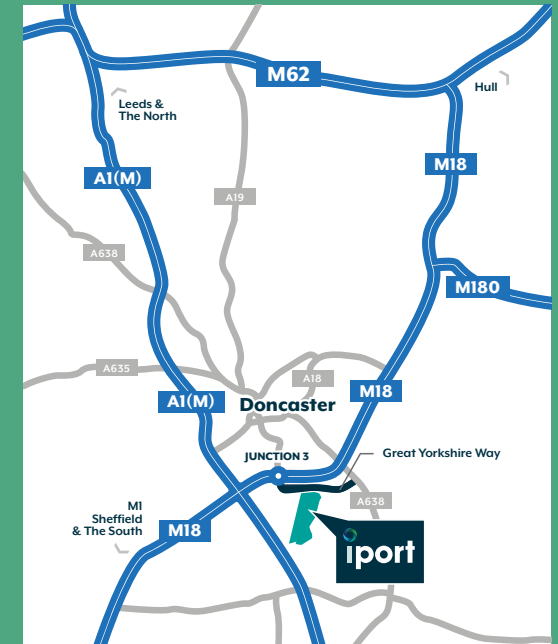 M62
Hull
Leeds &
The North
M18
A1(M)
A19
A638
M180
A635
A18
M18
A1(M)
Doncaster
JUNCTION 3
Great Yorkshire Way
A638
M1
Sheffield
& The South
M18
iport